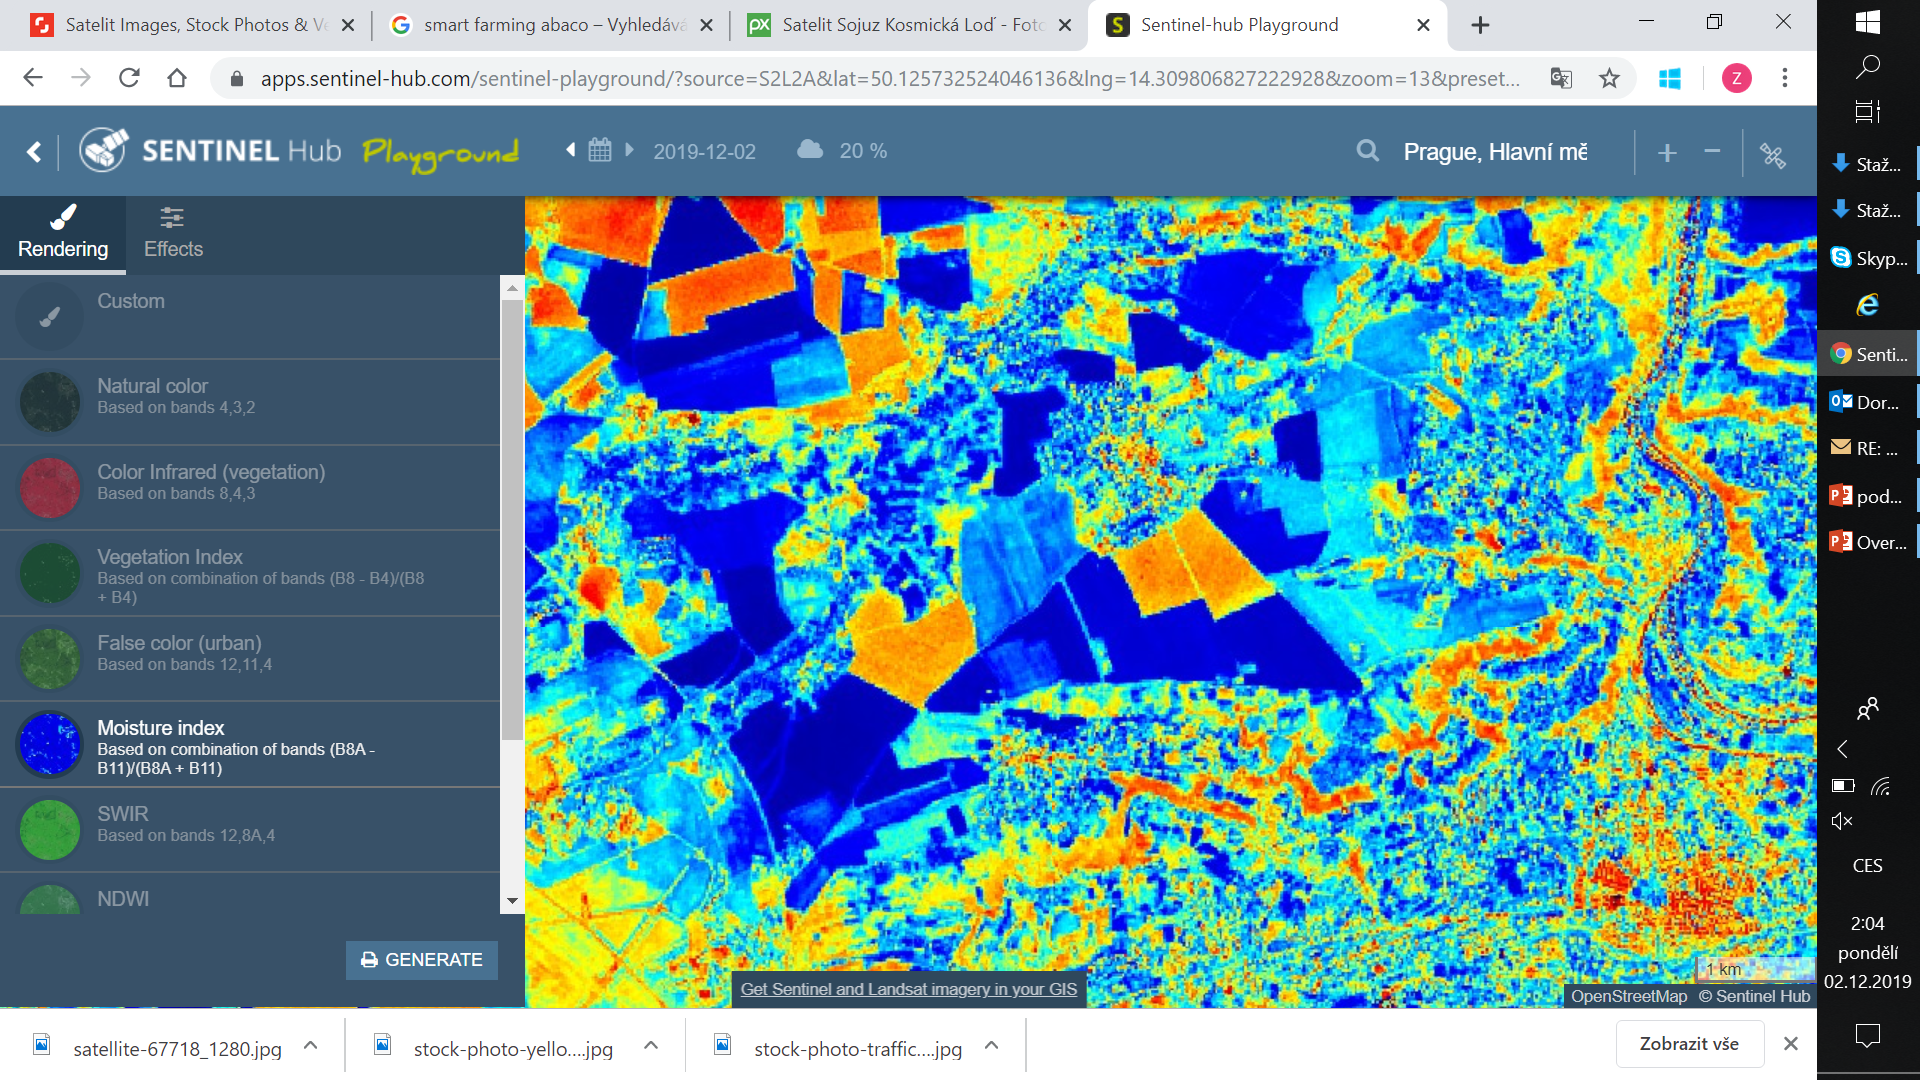 Satelit Images, Stock Photos & Ve
smart farming abaco – Vyhledává
Satelit Sojuz Kosmická Loď - Foto
Sentinel-hub Playground
apps.sentinel-hub.com/sentinel-playground/?source=S2L2A&lat=50.125732524046136&lng=14.309806827222928&zoom=13&preset...
Z
SENTINEL Hub Playground
2019-12-02
20 %
Prague, Hlavní mě
Rendering
Effects
Custom
Natural color
Based on bands 4,3,2
Color Infrared (vegetation)
Based on bands 8,4,3
Vegetation Index
Based on combination of bands (B8 - B4)/(B8
+ B4)
False color (urban)
Based on bands 12,11,4
Moisture index
Based on combination of bands (B8A -
B11)/(B8A + B11)
SWIR
Based on bands 12,8A,4
NDWI
GENERATE
Get Sentinel and Landsat imagery in your GIS
1 km
OpenStreetMap © Sentinel Hub
satellite-67718_1280.jpg
stock-photo-yello....jpg
stock-photo-traffic....jpg
Zobrazit vše
Staž...
Staž...
Skyp...
Senti...
Dor...
RE: ...
pod...
Over...
CES
2:04
pondělí
02.12.2019